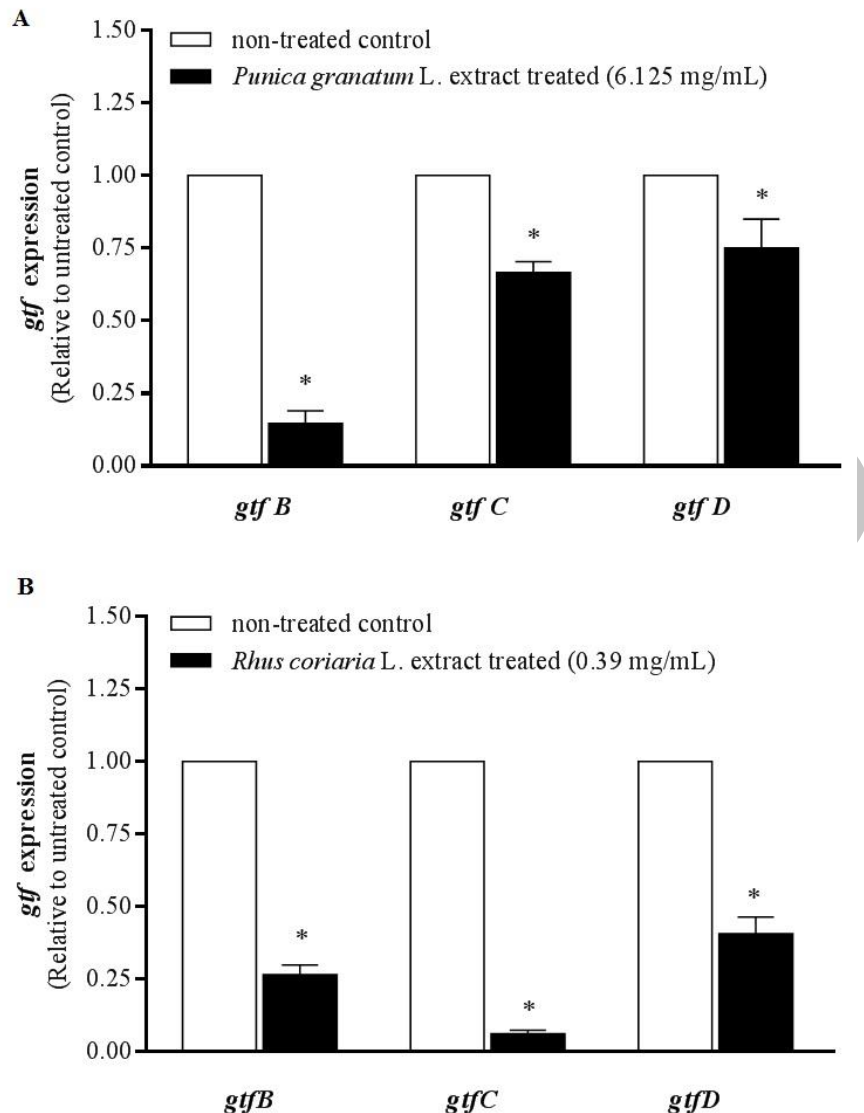 A
1.50
non-treated control
Punica granatum L. extract treated (6.125 mg/mL)
1.25
1.00
0.75
0.50
0.25
0.00
gtf expression
(Relative to untreated control)
*
*
*
gtf B
gtf C
gtf D
B
1.50
non-treated control
Rhus coriaria L. extract treated (0.39 mg/mL)
1.25
1.00
0.75
0.50
0.25
0.00
gtf expression
(Relative to untreated control)
*
*
*
gtfB
gtfC
gtfD